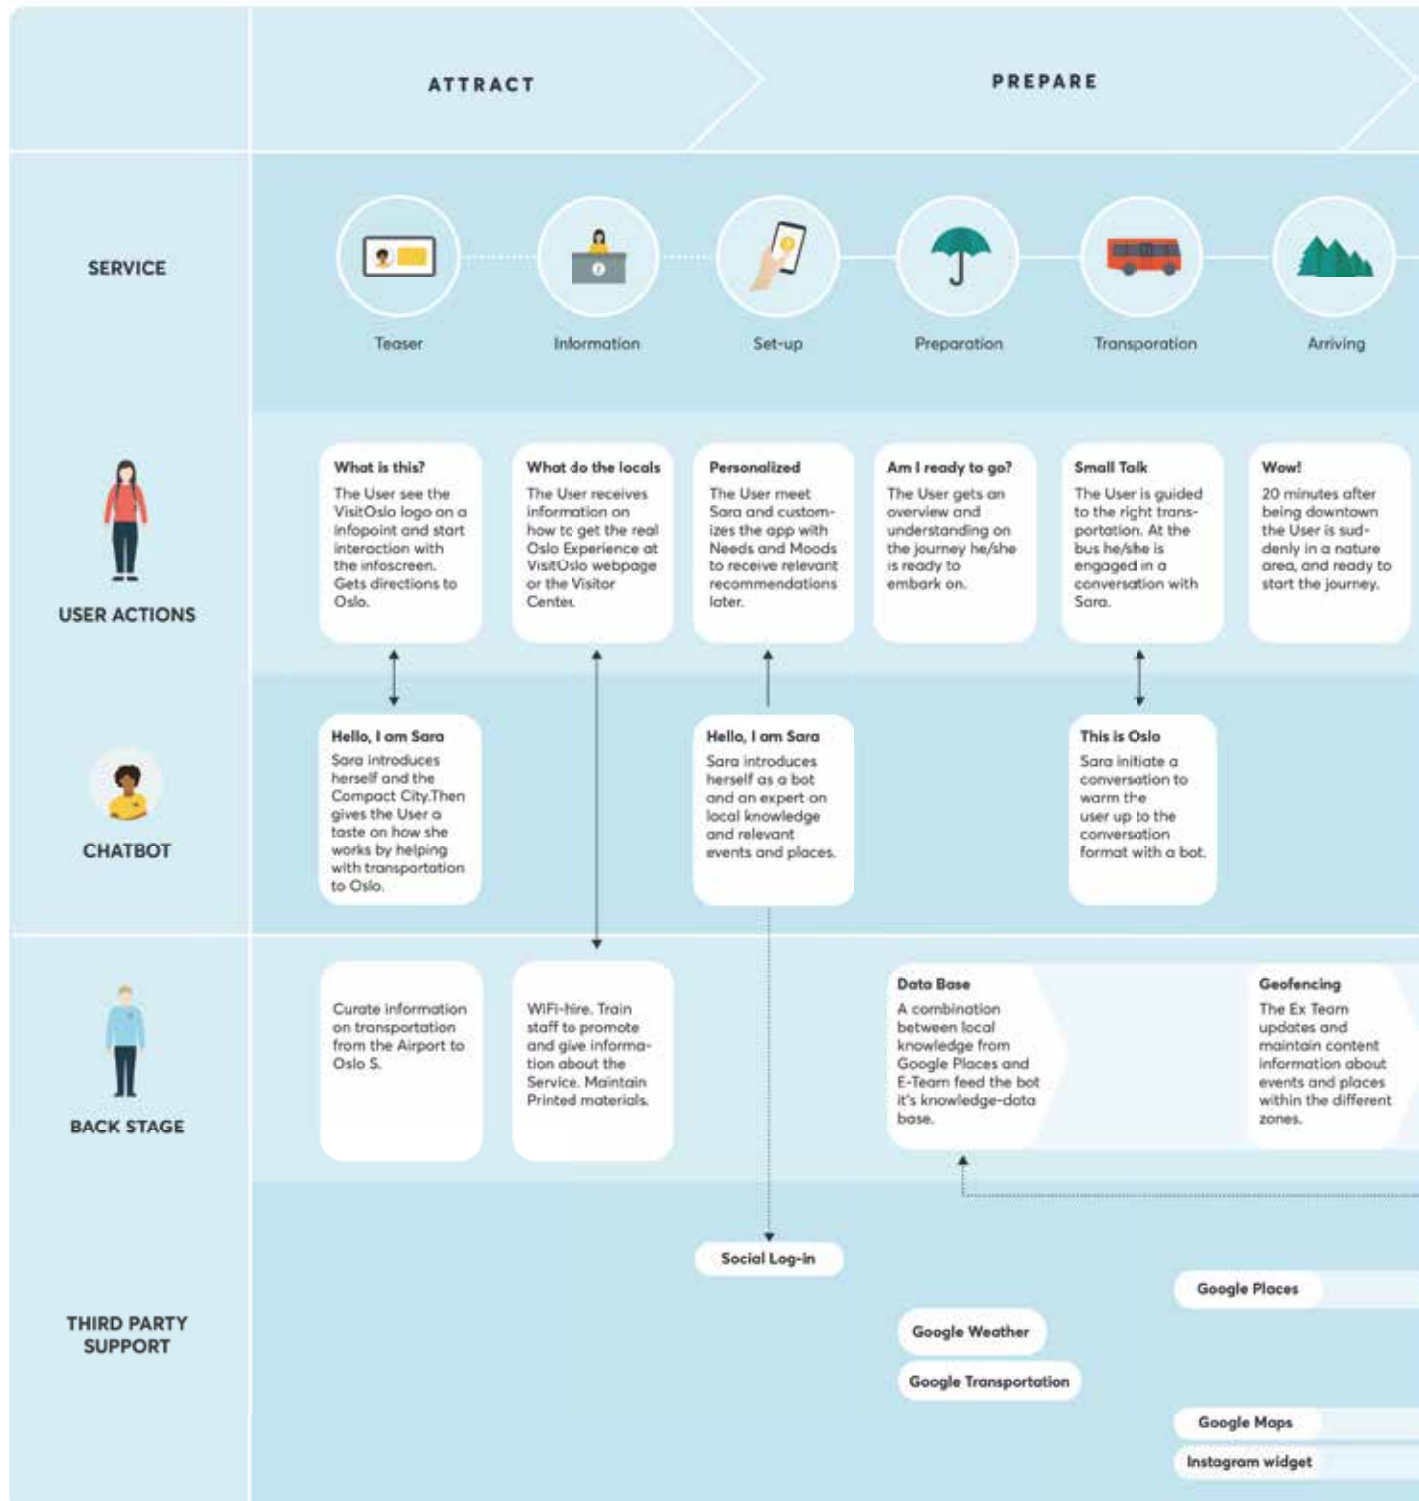 ATTRACT
PREPARE
SERVICE
Teaser
Information
Set-up
Preparation
Transporation
Arriving
USER ACTIONS
What is this?
The User see the
VisitOslo logo on a
infopoint and start
interaction with
the infoscreen.
Gets directions to
Oslo.
What do the locals
The User receives
information on
how to get the real
Oslo Experience at
VisitOslo webpage
or the Visitor
Center.
Personalized
The User meet
Sara and custom-
izes the app with
Needs and Moods
to receive relevant
recommendations
later.
Am I ready to go?
The User gets an
overview and
understanding on
the journey he/she
is ready to
embark on.
Small Talk
The User is guided
to the right trans-
portation. At the
bus he/she is
engaged in a
conversation with
Sara.
Wow!
20 minutes after
being downtown
the User is sud-
denly in a nature
area, and ready to
start the journey.
CHATBOT
Hello, I am Sara
Sara introduces
herself and the
Compact City.Then
gives the User a
taste on how she
works by helping
with transportation
to Oslo.
Hello, I am Sara
Sara introduces
herself as a bot
and an expert on
local knowledge
and relevant
events and places.
This is Oslo
Sara initiate a
conversation to
warm the
user up to the
conversation
format with a bot.
BACK STAGE
Curate information
on transportation
from the Airport to
Oslo S.
WiFi-hire. Train
staff to promote
and give informa-
tion about the
Service. Maintain
Printed materials.
Data Base
A combination
between local
knowledge from
Google Places and
E-Team feed the bot
it's knowledge-data
base.
Geofencing
The Ex Team
updates and
maintain content
information about
events and places
within the different
zones.
THIRD PARTY
SUPPORT
Social Log-in
Google Places
Google Weather
Google Transportation
Google Maps
Instagram widget